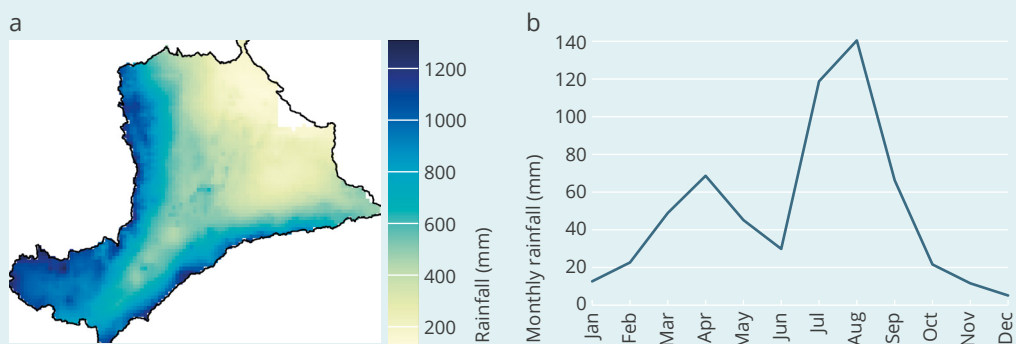 a
1200
1000
800
600
400
200
Rainfall (mm)
b
Monthly rainfall (mm)
140
120
100
80
60
40
20
0
Jan
Feb
Mar
Apr
May
Jun
Jul
Aug
Sep
Oct
Nov
Dec